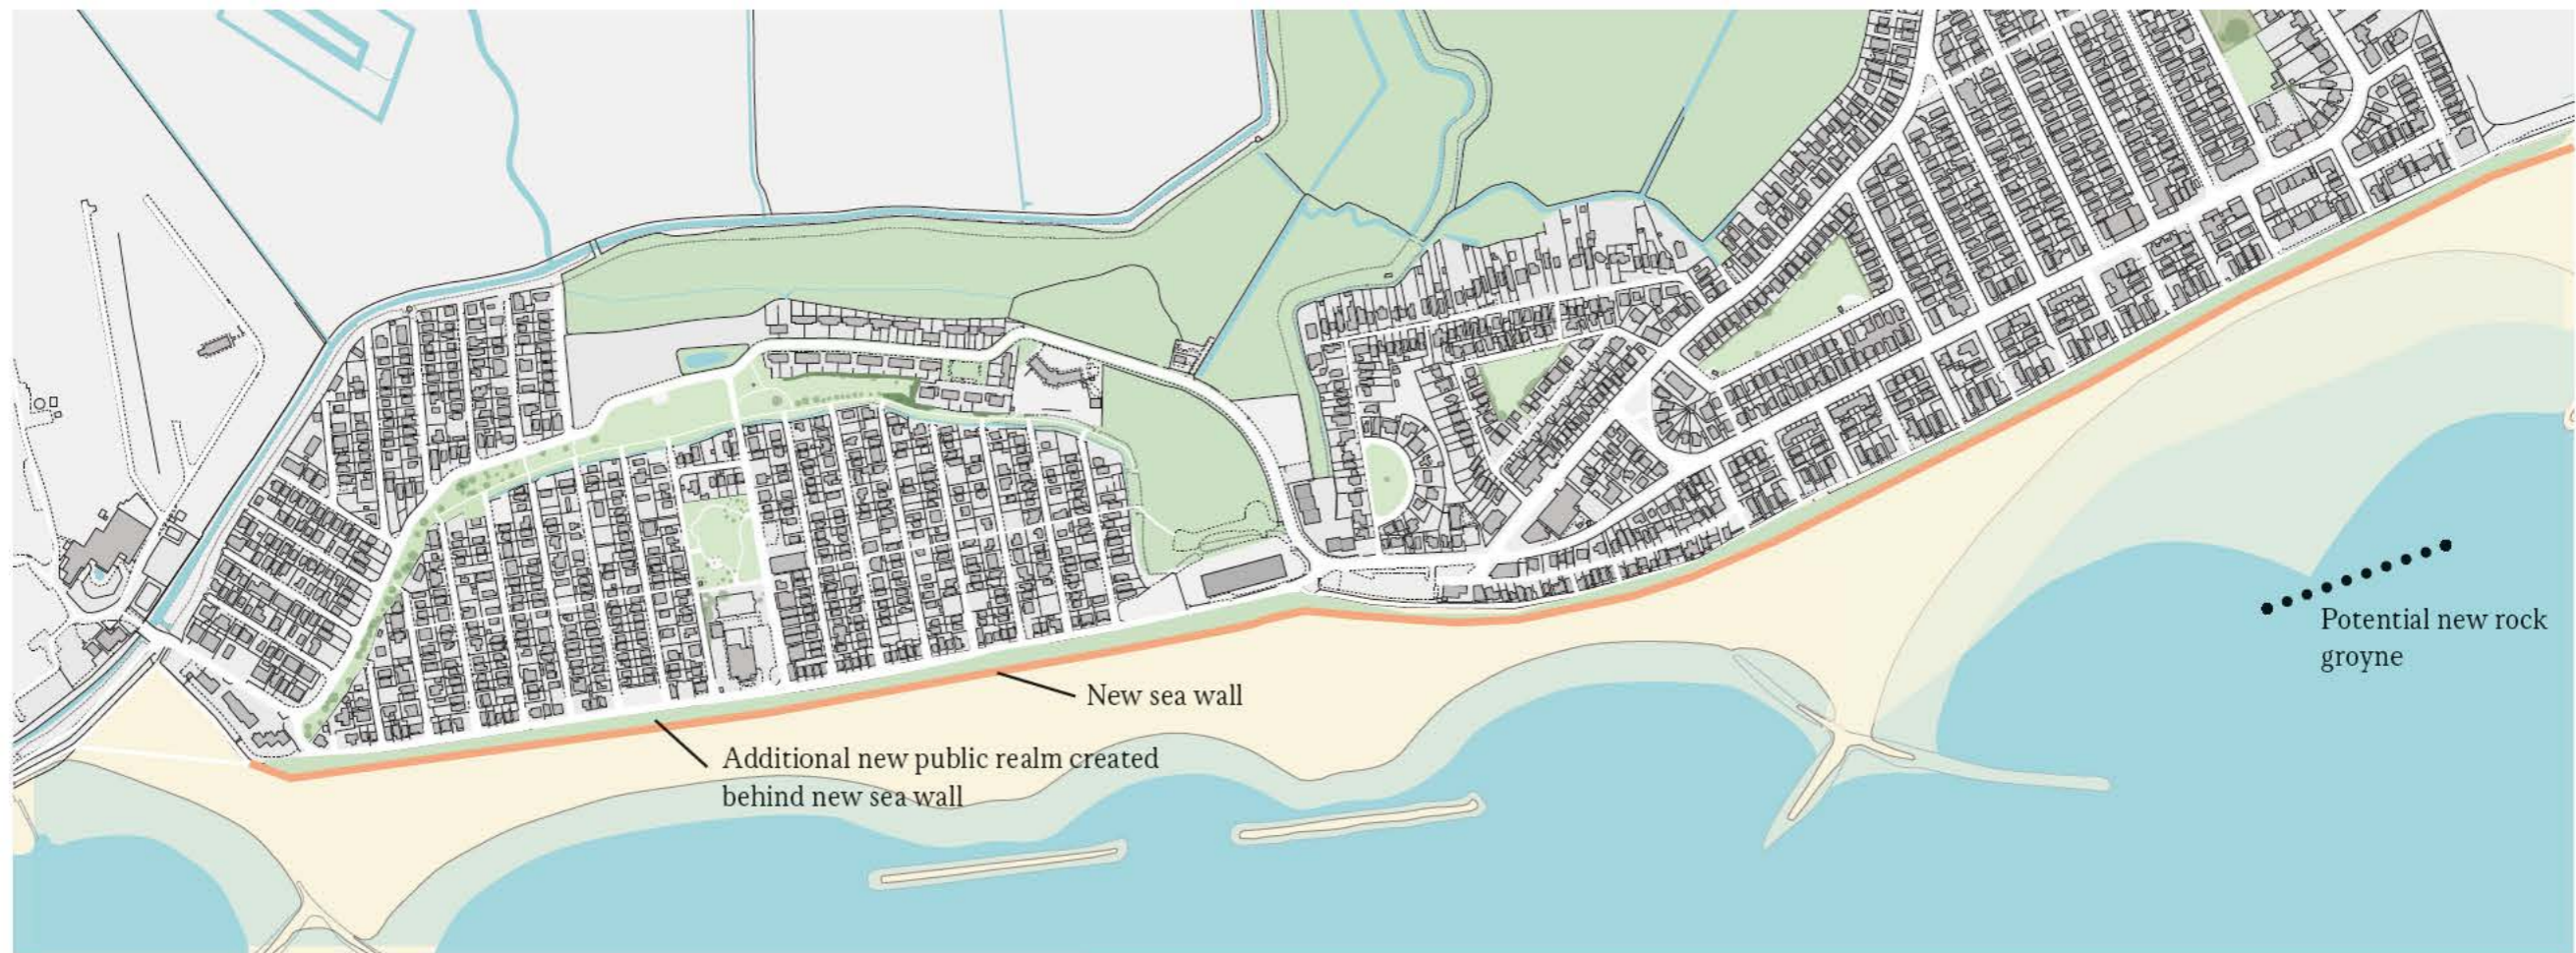 Potential new rock
groyne
New sea wall
Additional new public realm created
behind new sea wall